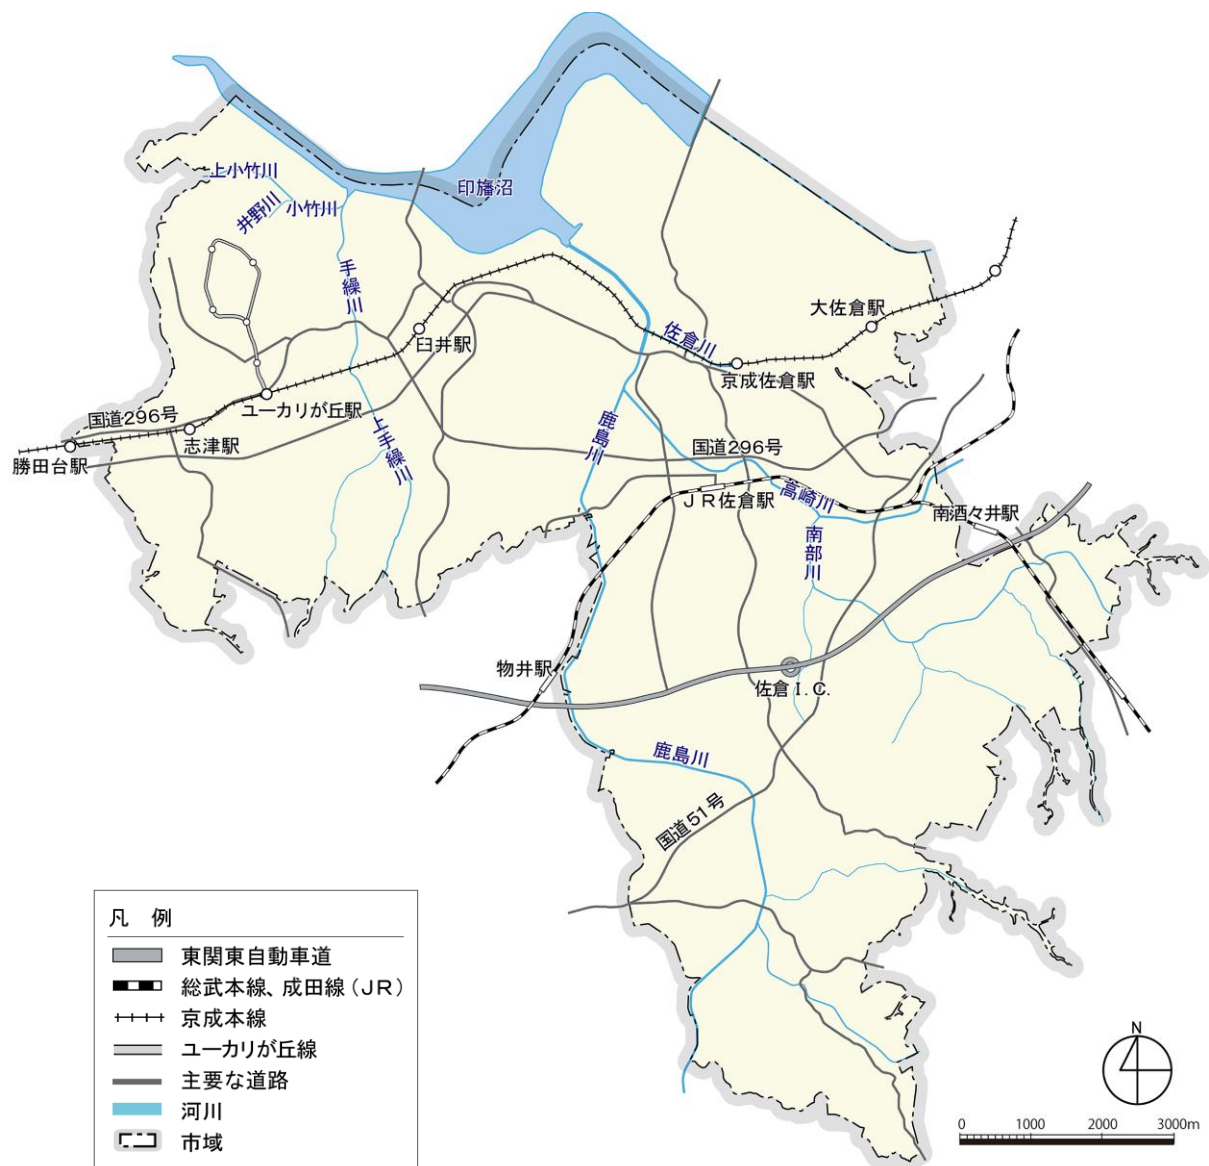 印旛沼
上小竹川
井野川
小竹川
手繰川
大佐倉駅
佐倉川
臼井駅
京成佐倉駅
ユーカリが丘駅
国道296号
志津駅
勝田台駅
上手繰川
鹿島川
国道296号
JR佐倉駅
高崎川
南酒々井駅
南部川
物井駅
佐倉I.C.
鹿島川
国道51号
凡 例
東関東自動車道
総武本線、成田線(JR)
京成本線
ユーカリが丘線
主要な道路
河川
市域
N
0 1000 2000 3000m